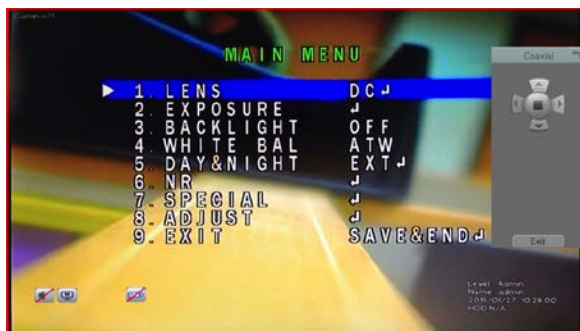 MAIN MENU
Coaxial
1. LENS DC↲
2. EXPOSURE ↲
3. BACKLIGHT OFF
4. WHITE BAL ATW
5. DAY&NIGHT EXT↲
6. NR ↲
7. SPECIAL ↲
8. ADJUST ↲
9. EXIT SAVE&END↲
Exit
Level: Admin
Name: admin
HDD N/A